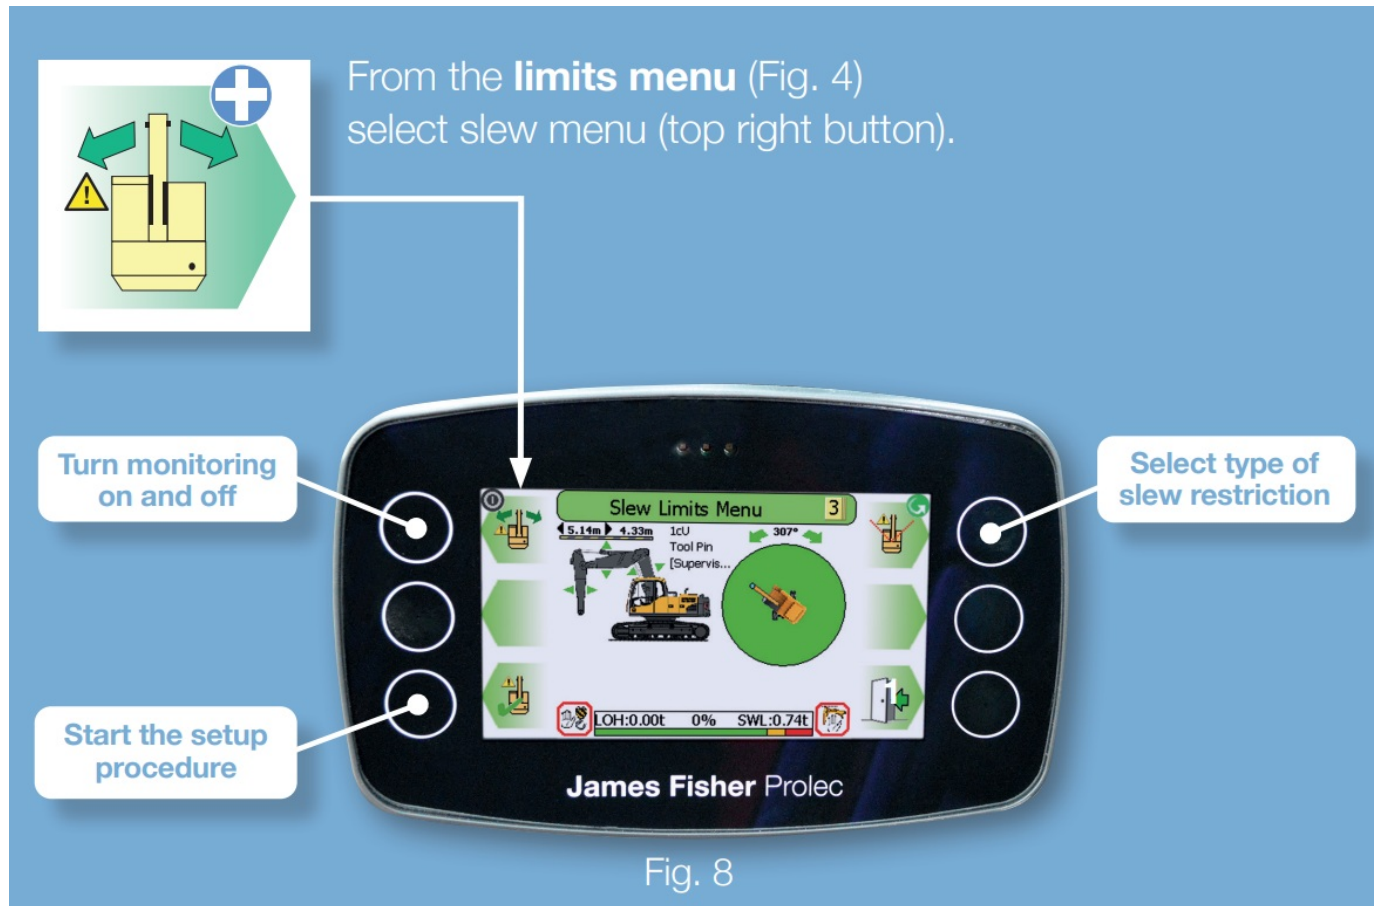 From the limits menu (Fig. 4)
select slew menu (top right button).
Turn monitoring
on and off
Select type of
slew restriction
Start the setup
procedure
Slew Limits Menu 3
5.14m 4.33m
1cU
Tool Pin
[Supervis...
307°
LOH:0.00t 0% SWL:0.74t
James Fisher Prolec
Fig. 8